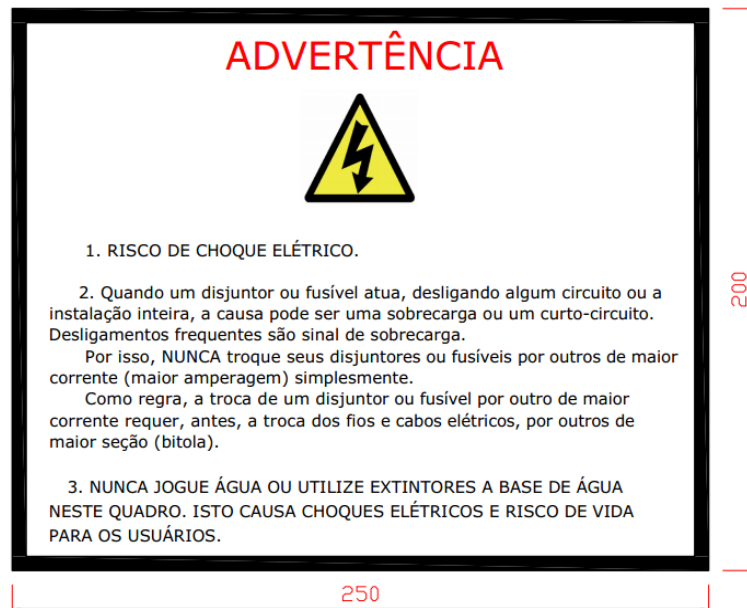 ADVERTÊNCIA
1. RISCO DE CHOQUE ELÉTRICO.
2. Quando um disjuntor ou fusível atua, desligando algum circuito ou a
instalação inteira, a causa pode ser uma sobrecarga ou um curto-circuito.
Desligamentos frequentes são sinal de sobrecarga.
Por isso, NUNCA troque seus disjuntores ou fusíveis por outros de maior
corrente (maior amperagem) simplesmente.
Como regra, a troca de um disjuntor ou fusível por outro de maior
corrente requer, antes, a troca dos fios e cabos elétricos, por outros de
maior seção (bitola).
3. NUNCA JOGUE ÁGUA OU UTILIZE EXTINTORES A BASE DE ÁGUA
NESTE QUADRO. ISTO CAUSA CHOQUES ELÉTRICOS E RISCO DE VIDA
PARA OS USUÁRIOS.
200
250